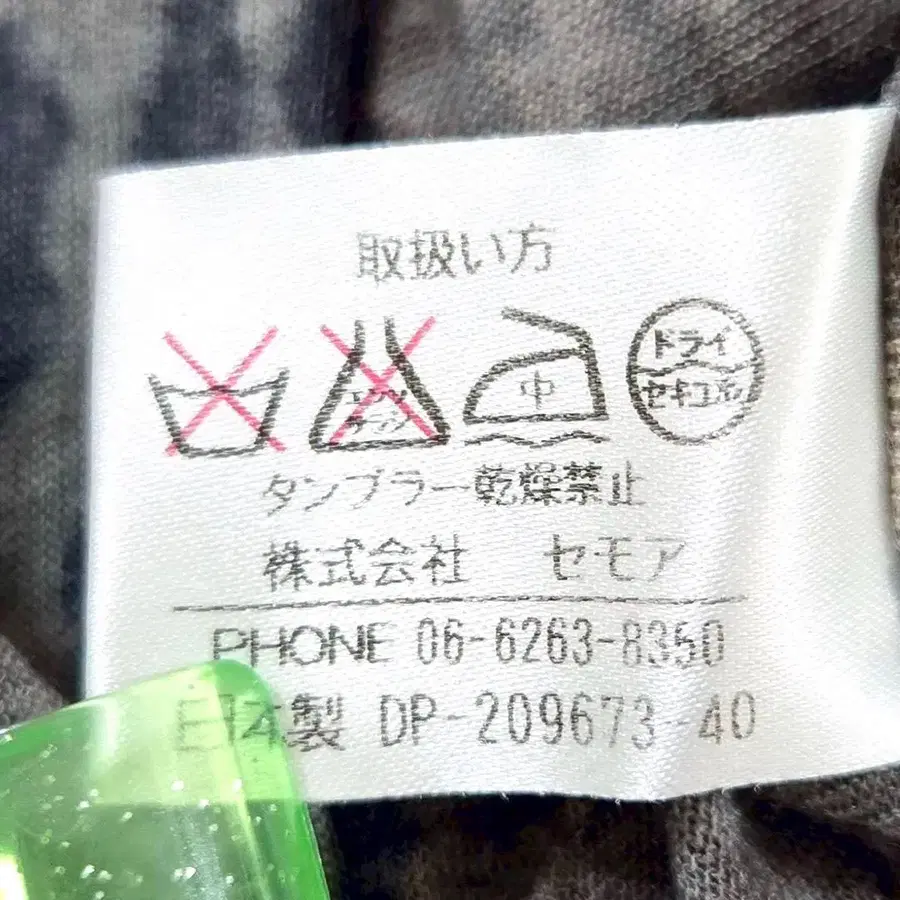 取扱い方
中
ドライ
セキユ系
タンブラー乾燥禁止
株式会社 セモア
PHONE 06-6263-8350
日本製 DP-209673-40